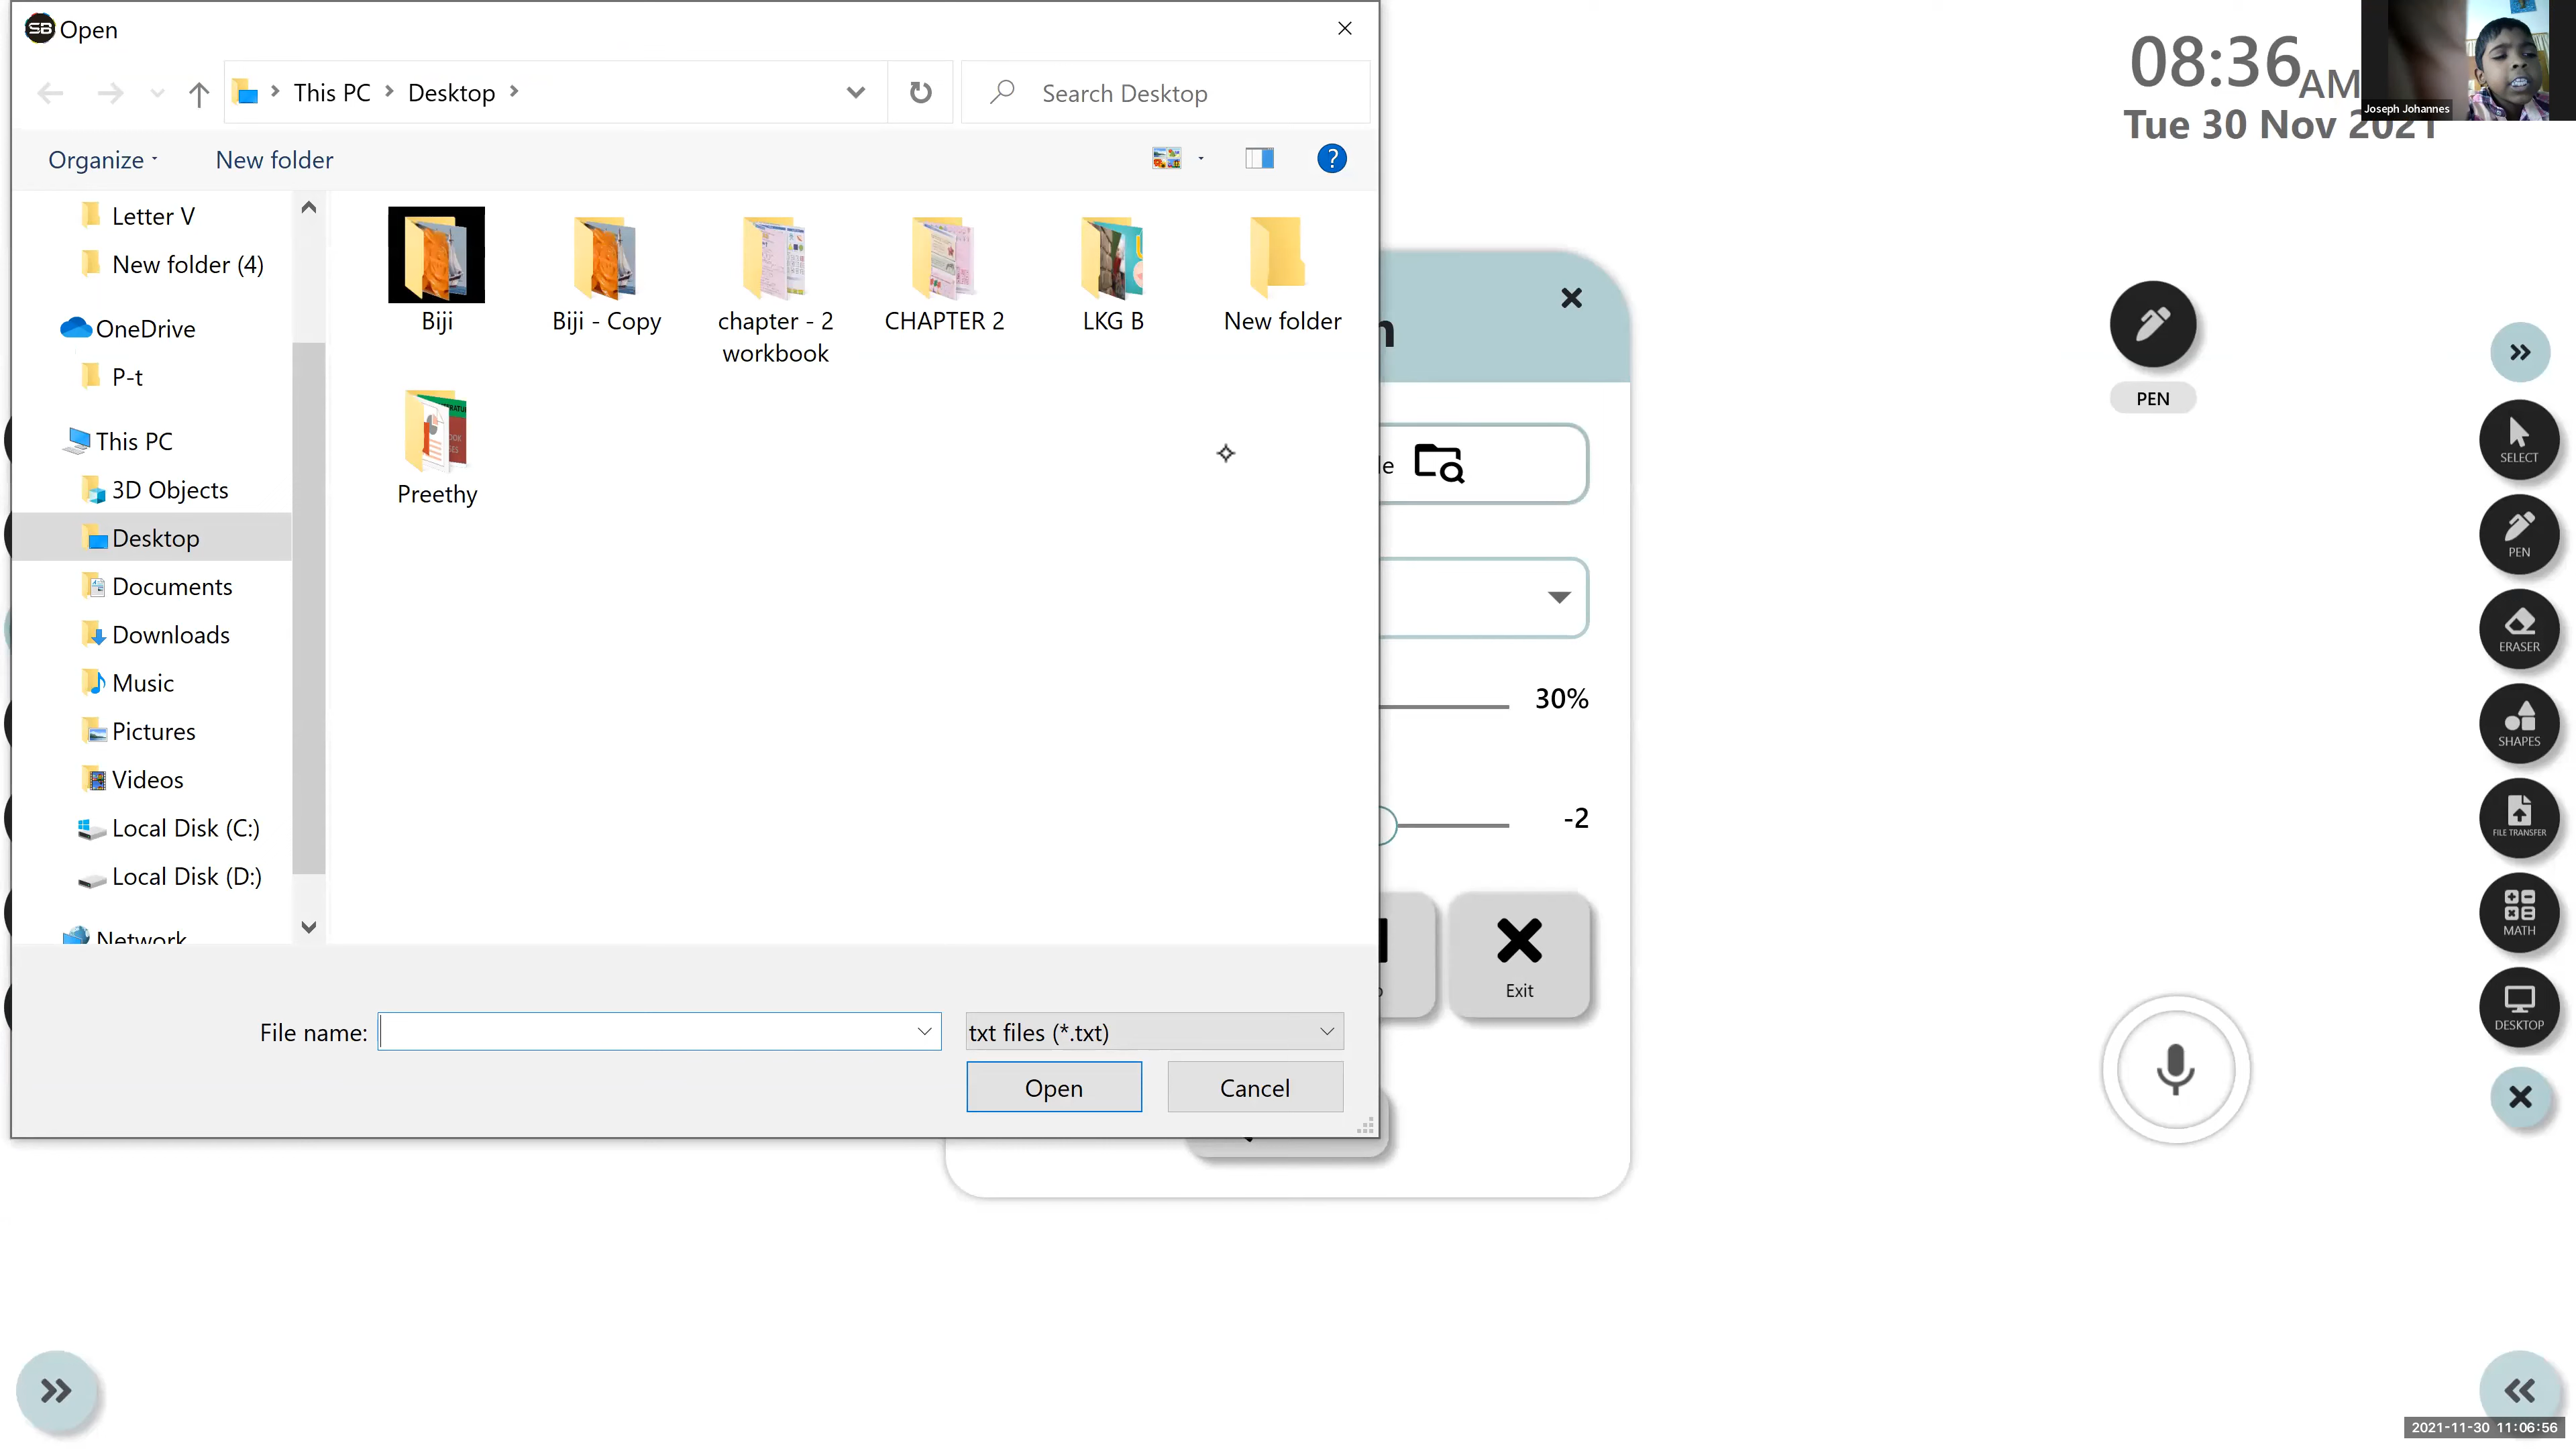 SB Open
This PC Desktop
Search Desktop
Organize
New folder
Letter V
New folder (4)
OneDrive
P-t
This PC
3D Objects
Desktop
Documents
Downloads
Music
Pictures
Videos
Local Disk (C:)
Local Disk (D:)
Network
Biji
Biji - Copy
chapter - 2
workbook
CHAPTER 2
LKG B
New folder
Preethy
File name:
txt files (*.txt)
Open
Cancel
30%
-2
Exit
08:36 AM
Tue 30 Nov 2021
Joseph Johannes
PEN
SELECT
PEN
ERASER
SHAPES
FILE TRANSFER
MATH
DESKTOP
2021-11-30 11:06:56